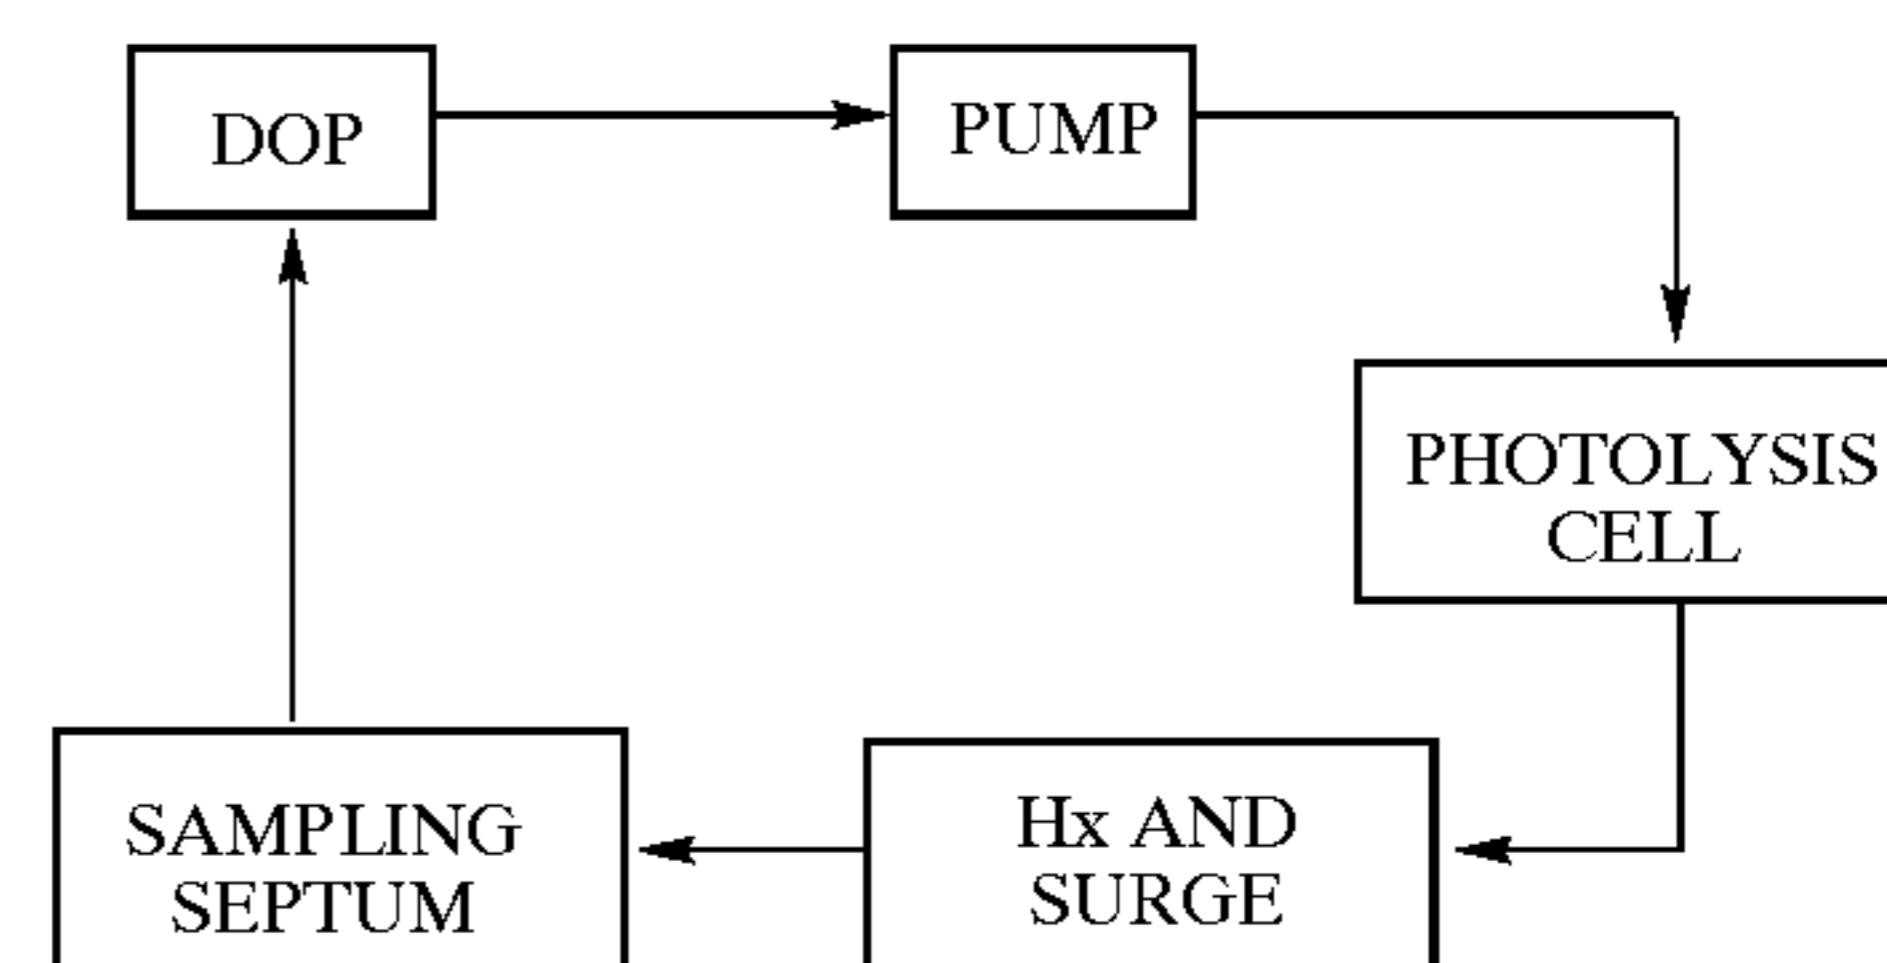 DOP
PUMP
PHOTOLYSIS
CELL
SAMPLING
SEPTUM
Hx AND
SURGE